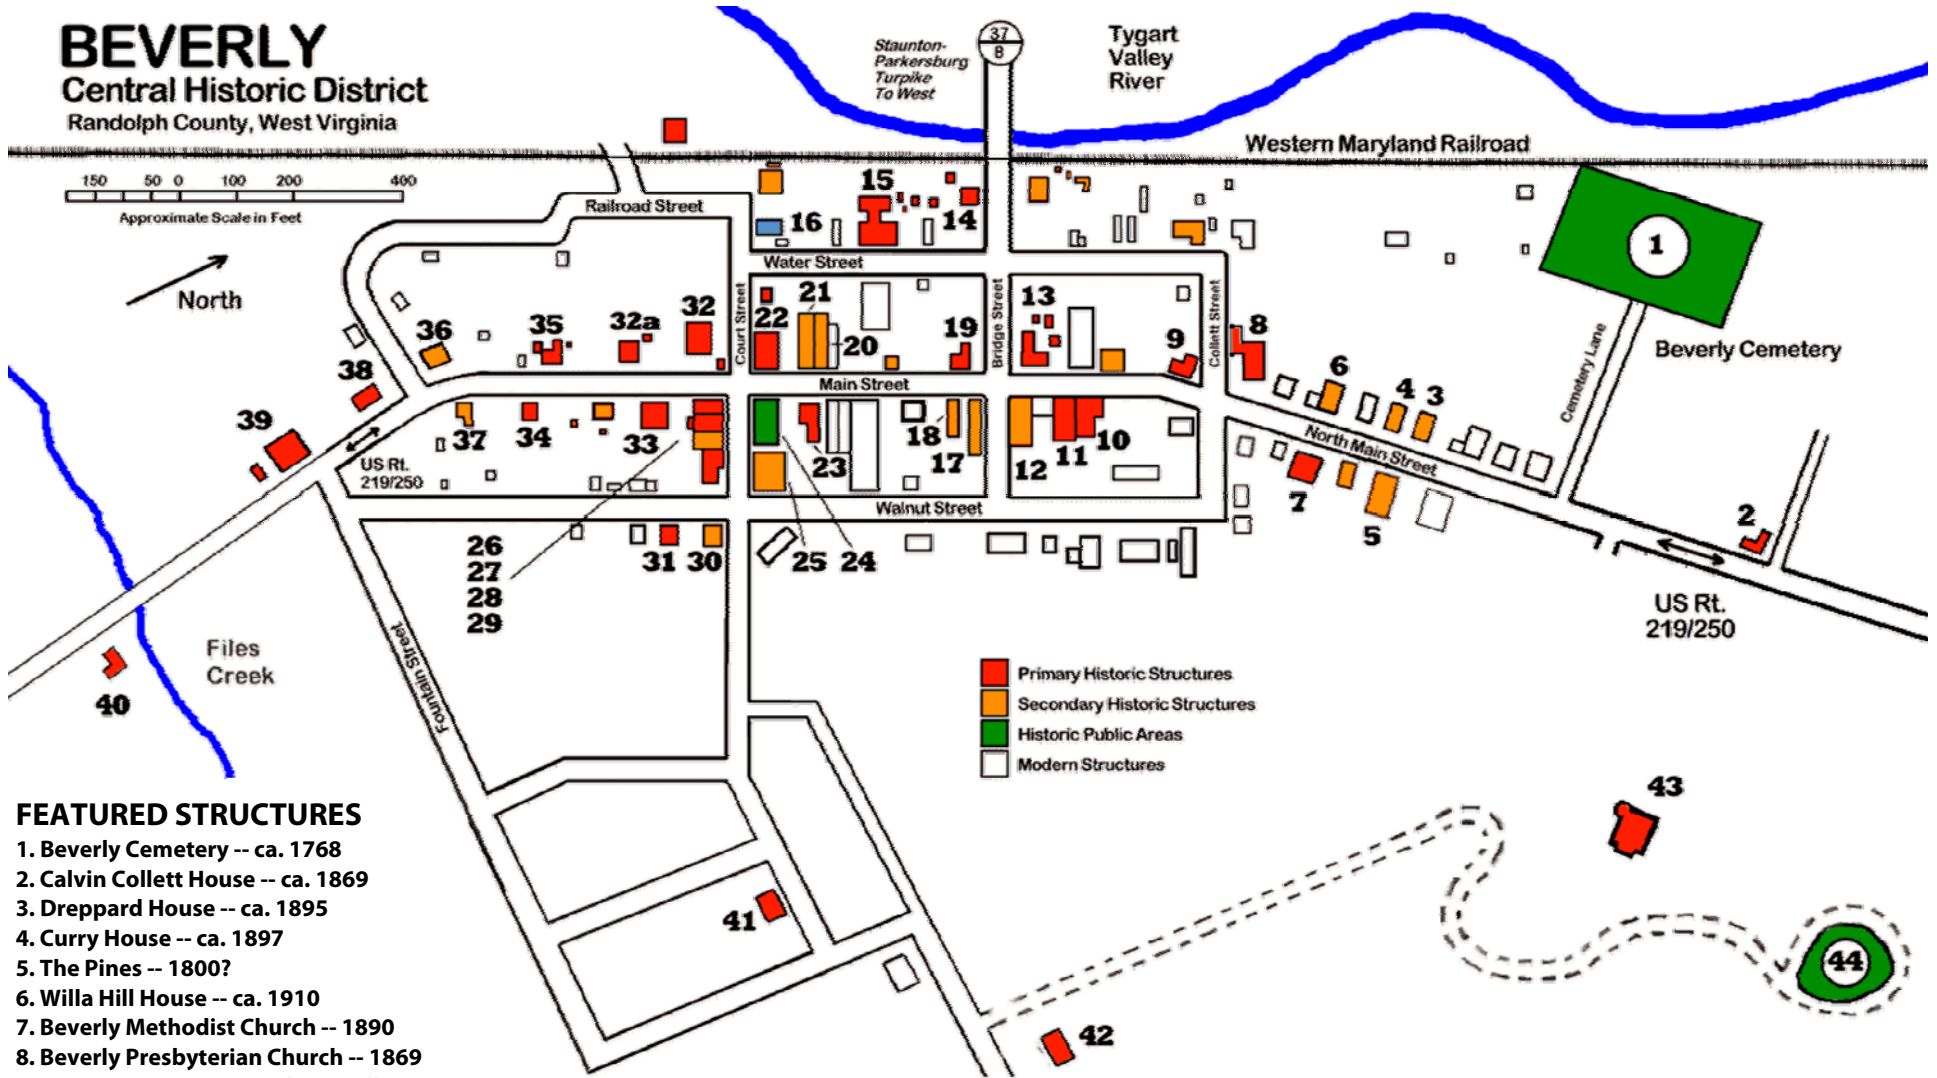 BEVERLY
Central Historic District
Randolph County, West Virginia
150 50 0 100 200 400
Approximate Scale in Feet
North
Staunton-
Parkersburg
Turpike
To West
37
8
Tygart
Valley
River
Western Maryland Railroad
Railroad Street
Water Street
Court Street
Bridge Street
Collett Street
Main Street
North Main Street
Walnut Street
Cemetery Lane
Beverly Cemetery
Fountain Street
US Rt.
219/250
US Rt.
219/250
Files
Creek
15
16
14
1
21
22
20
19
13
9
8
6
4
3
36
35
32a
32
38
39
37
34
33
23
18
17
12
11
10
7
5
2
26
27
28
29
31
30
25
24
40
41
42
43
44
Primary Historic Structures
Secondary Historic Structures
Historic Public Areas
Modern Structures
FEATURED STRUCTURES
1. Beverly Cemetery -- ca. 1768
2. Calvin Collett House -- ca. 1869
3. Dreppard House -- ca. 1895
4. Curry House -- ca. 1897
5. The Pines -- 1800?
6. Willa Hill House -- ca. 1910
7. Beverly Methodist Church -- 1890
8. Beverly Presbyterian Church -- 1869